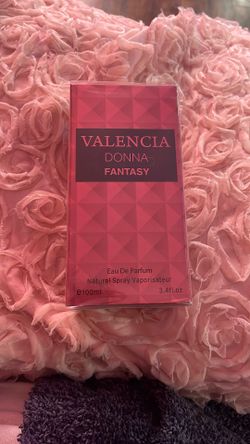 VALENCIA
DONNA
FANTASY
Eau De Parfum
Natural Spray Vaporisateur
℮100ml 3.4fl.oz